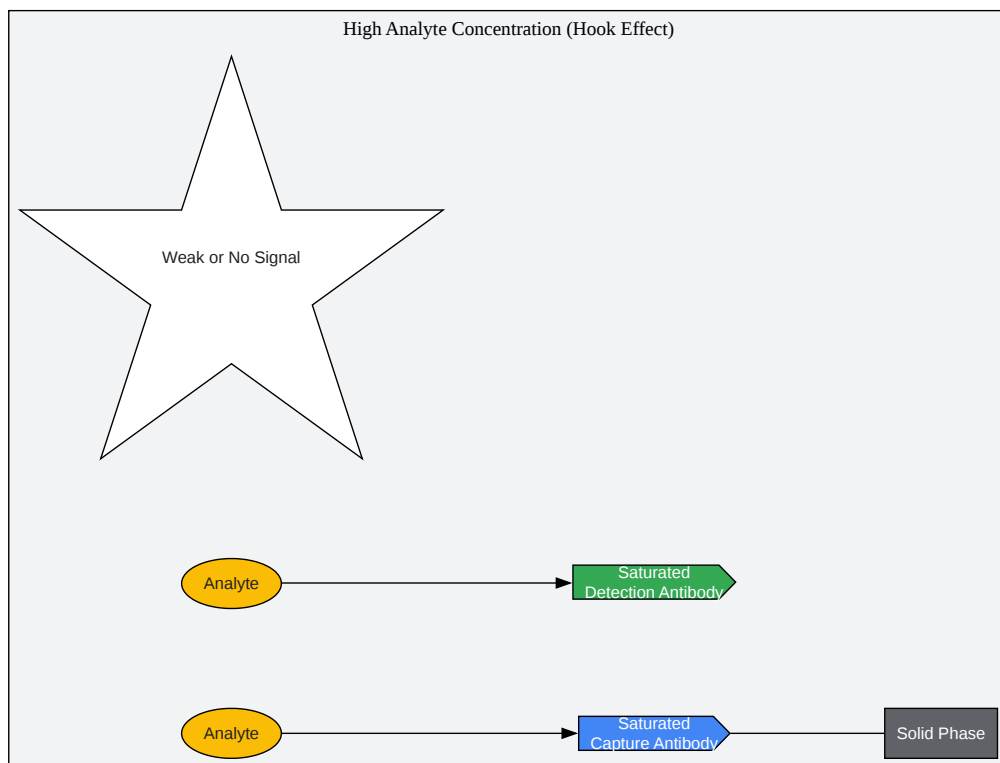 High Analyte Concentration (Hook Effect)
Weak or No Signal
Analyte
Saturated
Detection Antibody
Analyte
Saturated
Capture Antibody
Solid Phase